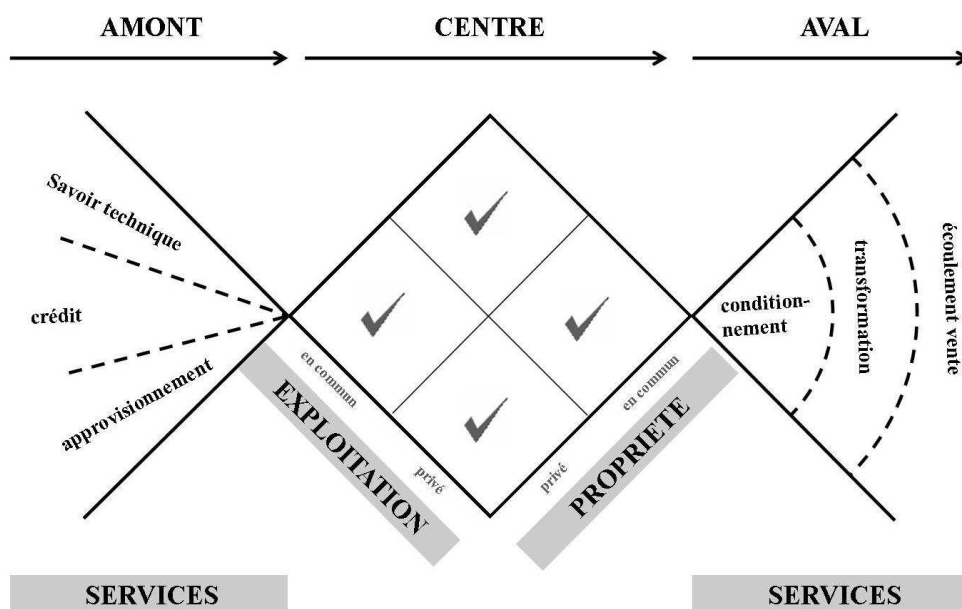 AMONT
CENTRE
AVAL
Savoir technique
crédit
approvisionnement
en commun
privé
EXPLOITATION
privé
en commun
PROPRIETE
condition-
nement
transformation
écoulement vente
SERVICES
SERVICES